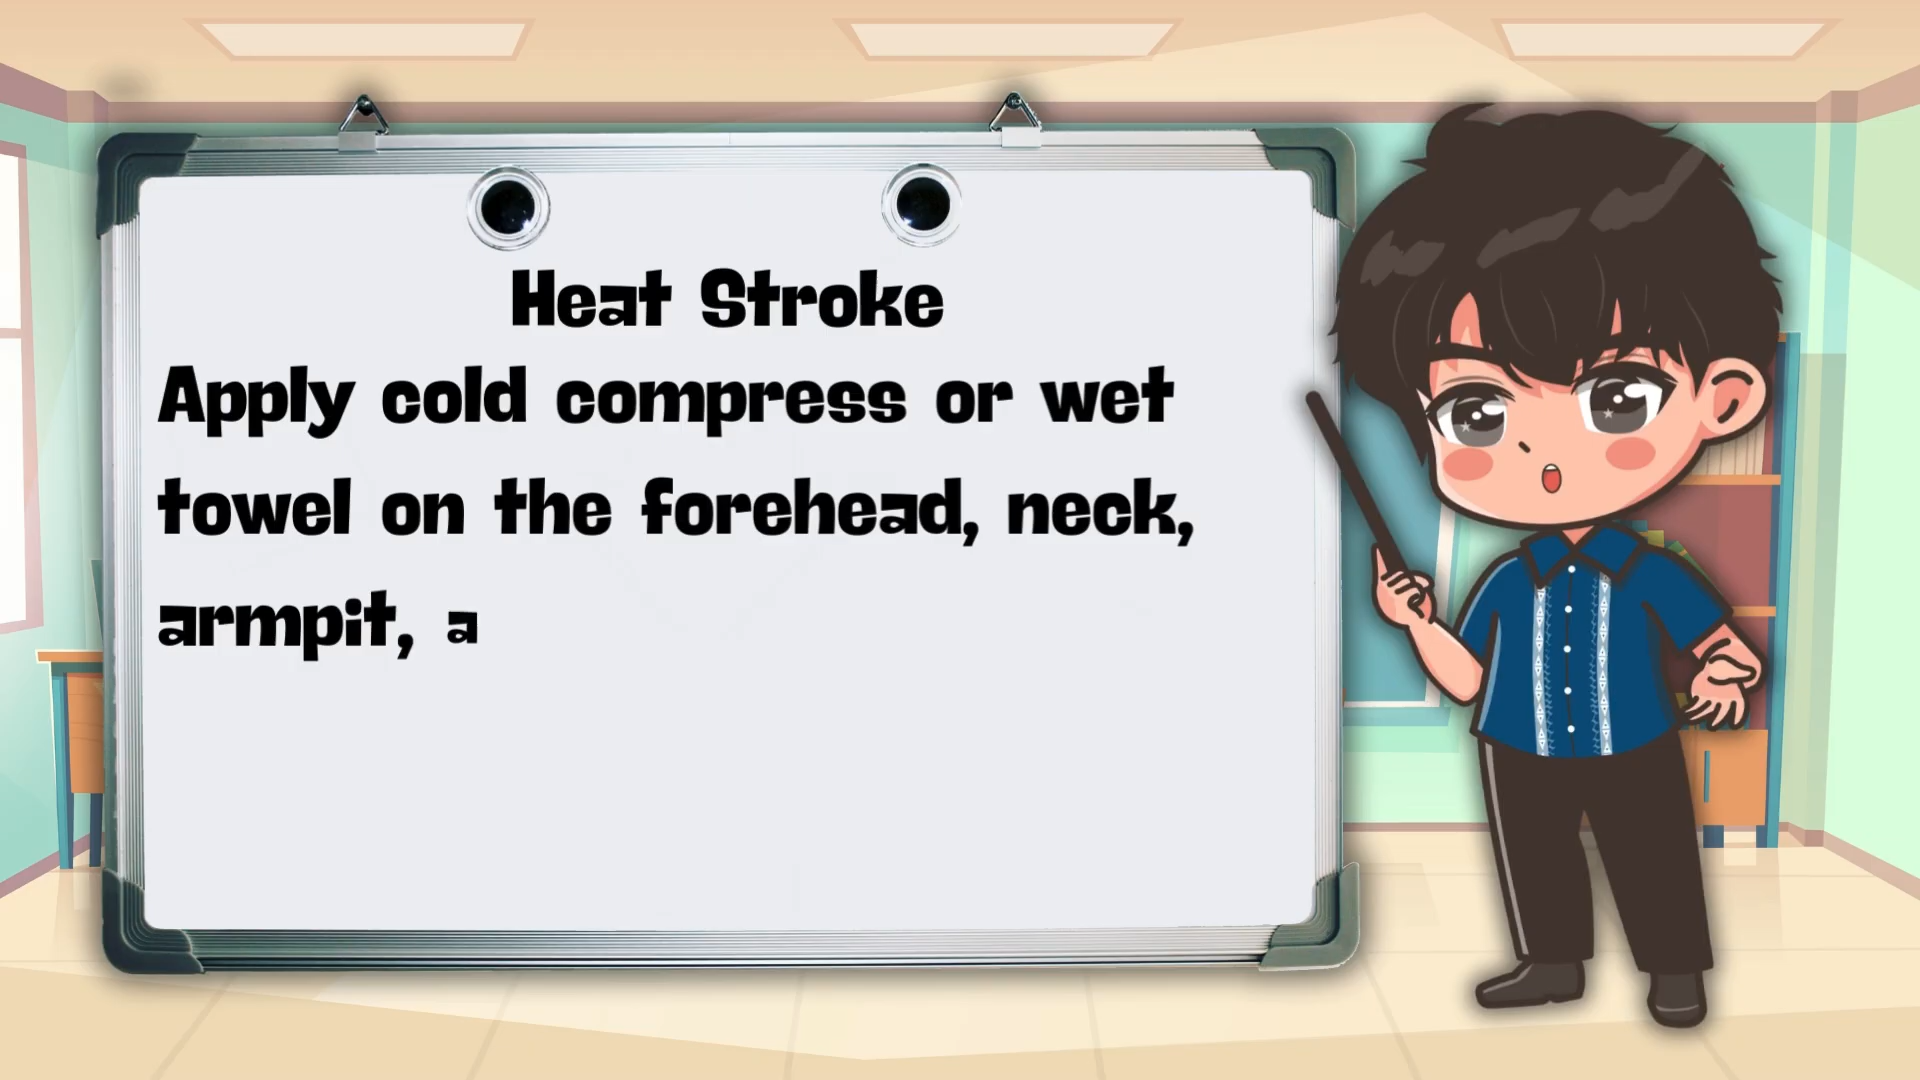 Heat Stroke
Apply cold compress or wet
towel on the forehead, neck,
armpit, a